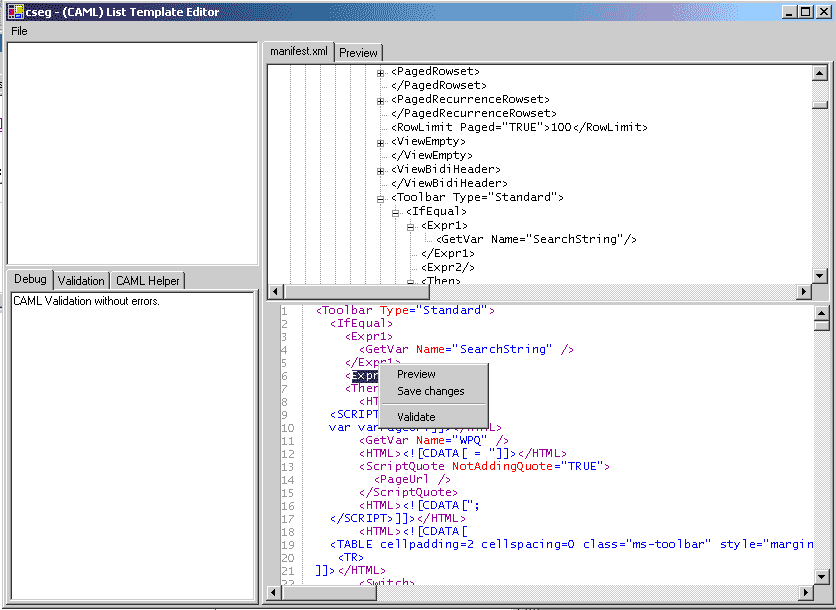 cseg - (CAML) List Template Editor
File
manifest.xml
Preview
<PagedRowset>
</PagedRowset>
<PagedRecurrenceRowset>
</PagedRecurrenceRowset>
<RowLimit Paged="TRUE">100</RowLimit>
<ViewEmpty>
</ViewEmpty>
<ViewBidiHeader>
</ViewBidiHeader>
<Toolbar Type="Standard">
<IfEqual>
<Expr1>
<GetVar Name="SearchString"/>
</Expr1>
<Expr2/>
<Then>
Debug
Validation
CAML Helper
CAML Validation without errors.
1 <Toolbar Type="Standard">
2 <IfEqual>
3 <Expr1>
4 <GetVar Name="SearchString" />
5 </Expr1>
6 <Expr
7 <Then
8 <HT
9 <SCRIPT
10 var varPageUrl]]></HTML>
11 <GetVar Name="WPQ" />
12 <HTML><![CDATA[ = "]]></HTML>
13 <ScriptQuote NotAddingQuote="TRUE">
14 <PageUrl />
15 </ScriptQuote>
16 <HTML><![CDATA[";
17 </SCRIPT>]]></HTML>
18 <HTML><![CDATA[
19 <TABLE cellpadding=2 cellspacing=0 class="ms-toolbar" style="margin
20 <TR>
21 ]]></HTML>
22 <Switch>
Preview
Save changes
Validate